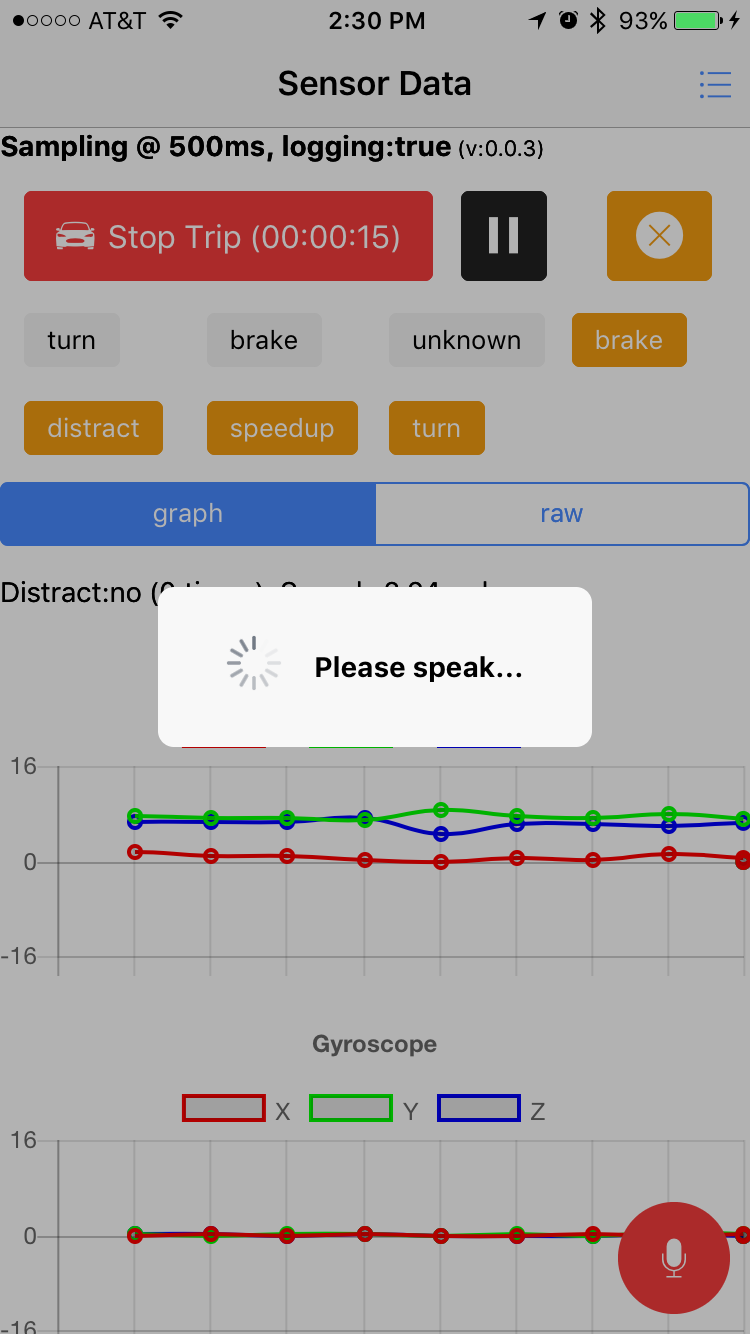 AT&T 2:30 PM 93%
Sensor Data
Sampling @ 500ms, logging:true (v:0.0.3)
Stop Trip (00:00:15)
turn brake unknown brake
distract speedup turn
graph raw
Distract:no
Please speak...
16
0
-16
Gyroscope
X Y Z
16
0
-16